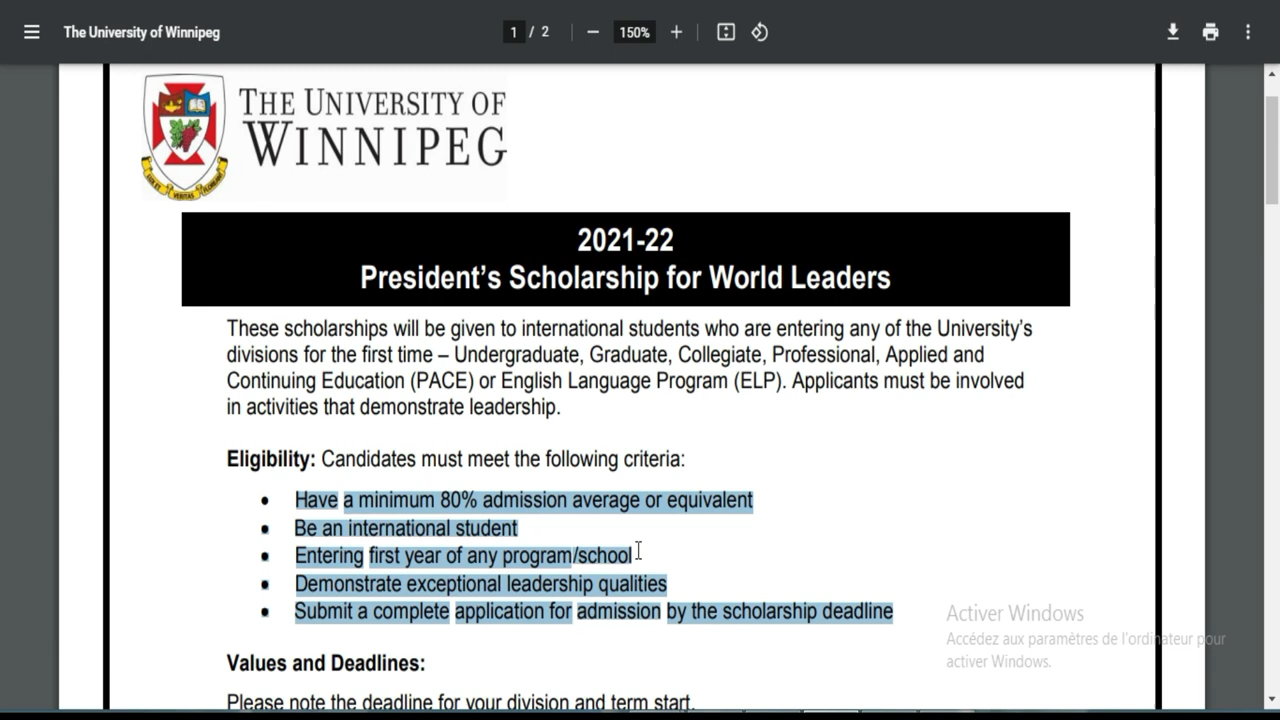 The University of Winnipeg
1 / 2
150%
THE UNIVERSITY OF
WINNIPEG
LUX ET VERITAS FLOREANT
2021-22
President's Scholarship for World Leaders
These scholarships will be given to international students who are entering any of the University's
divisions for the first time – Undergraduate, Graduate, Collegiate, Professional, Applied and
Continuing Education (PACE) or English Language Program (ELP). Applicants must be involved
in activities that demonstrate leadership.
Eligibility: Candidates must meet the following criteria:
• Have a minimum 80% admission average or equivalent
• Be an international student
• Entering first year of any program/school
• Demonstrate exceptional leadership qualities
• Submit a complete application for admission by the scholarship deadline
Activer Windows
Accédez aux paramètres de l'ordinateur pour
activer Windows.
Values and Deadlines:
Please note the deadline for your division and term start.